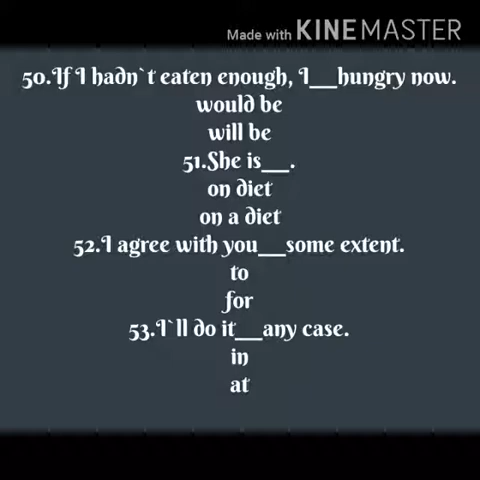 Made with KINEMASTER
50.If I hadn`t eaten enough, I__hungry now.
would be
will be
51.She is__.
on diet
on a diet
52.I agree with you__some extent.
to
for
53.I`ll do it__any case.
in
at